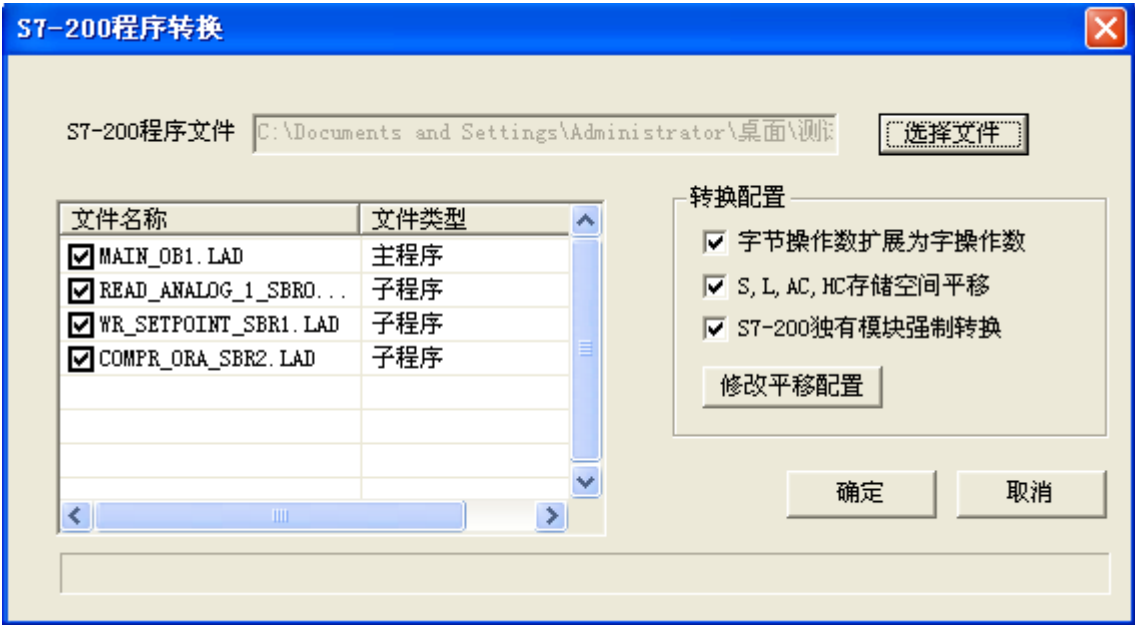 S7-200程序转换
S7-200程序文件 C:\Documents and Settings\Administrator\桌面\测 选择文件
文件名称 文件类型
MAIN_OB1.LAD 主程序
READ_ANALOG_1_SBR0... 子程序
WR_SETPOINT_SBR1.LAD 子程序
COMPR_ORA_SBR2.LAD 子程序
转换配置
字节操作数扩展为字操作数
S,L,AC,HC存储空间平移
S7-200独有模块强制转换
修改平移配置
确定 取消